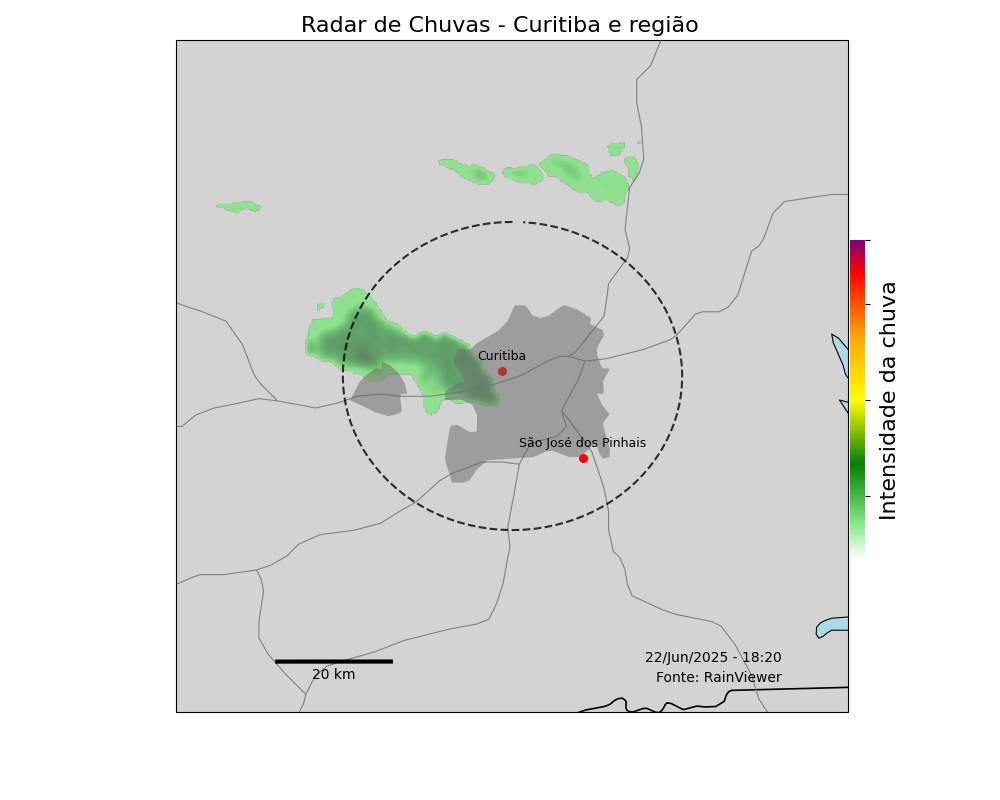 Radar de Chuvas - Curitiba e região
Curitiba
São José dos Pinhais
Intensidade da chuva
22/Jun/2025 - 18:20
Fonte: RainViewer
20 km